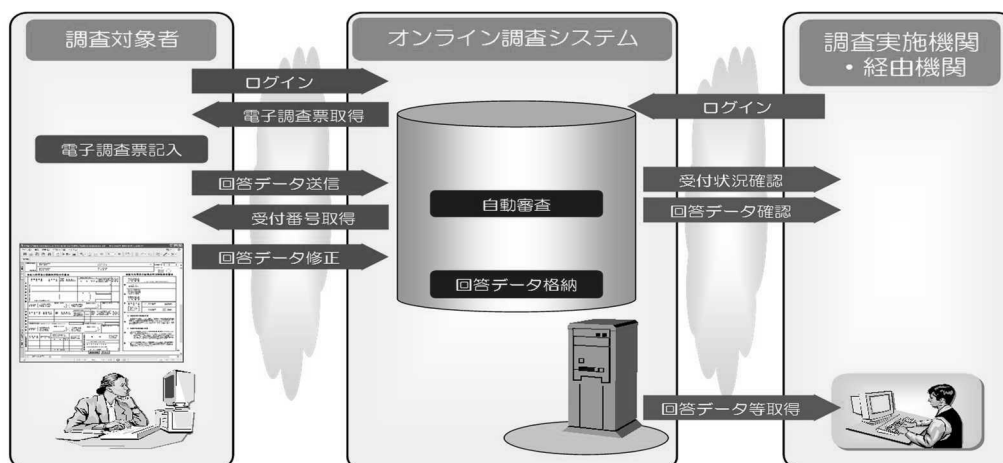 調査対象者
オンライン調査システム
調査実施機関
・経由機関
ログイン
電子調査票取得
電子調査票記入
回答データ送信
受付番号取得
回答データ修正
自動審査
回答データ格納
ログイン
受付状況確認
回答データ確認
回答データ等取得